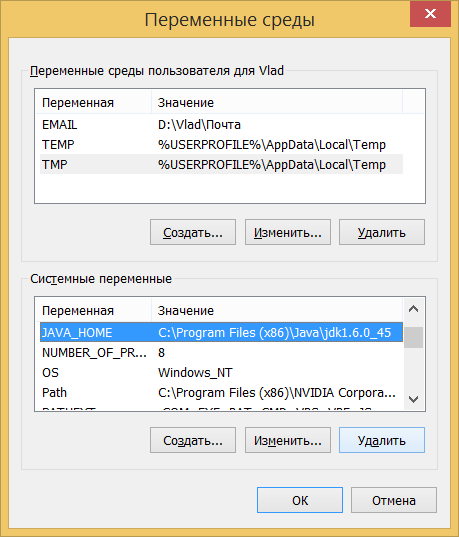 Переменные среды
Переменные среды пользователя для Vlad
Переменная Значение
EMAIL D:\Vlad\Почта
TEMP %USERPROFILE%\AppData\Local\Temp
TMP %USERPROFILE%\AppData\Local\Temp
Создать... Изменить... Удалить
Системные переменные
Переменная Значение
JAVA_HOME C:\Program Files (x86)\Java\jdk1.6.0_45
NUMBER_OF_PR... 8
OS Windows_NT
Path C:\Program Files (x86)\NVIDIA Corpora...
Создать... Изменить... Удалить
OK Отмена